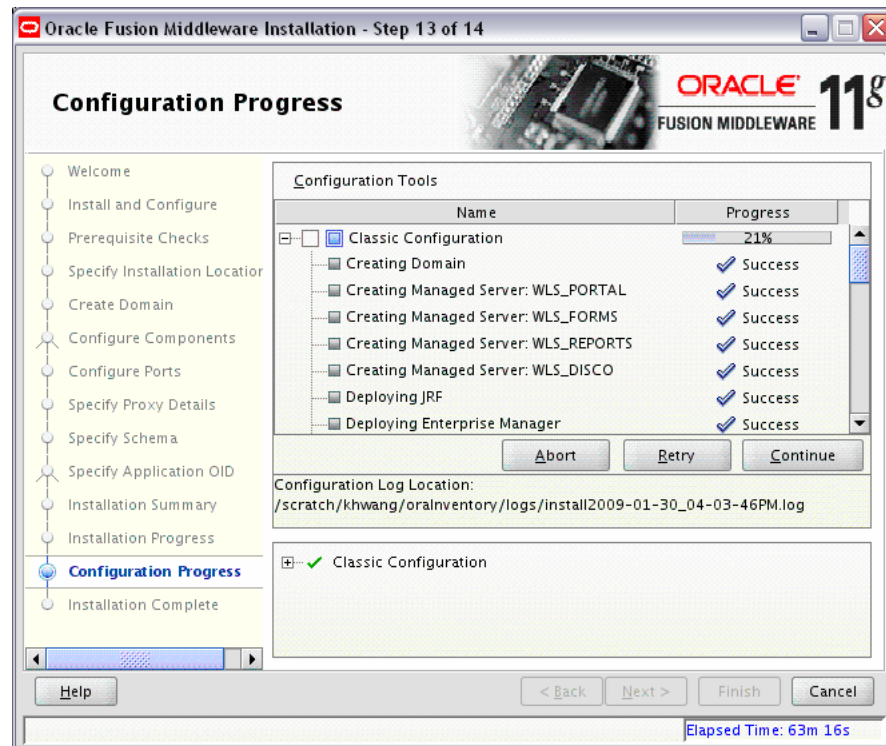 Oracle Fusion Middleware Installation - Step 13 of 14
Configuration Progress
ORACLE
FUSION MIDDLEWARE
11g
Welcome
Install and Configure
Prerequisite Checks
Specify Installation Location
Create Domain
Configure Components
Configure Ports
Specify Proxy Details
Specify Schema
Specify Application OID
Installation Summary
Installation Progress
Configuration Progress
Installation Complete
Configuration Tools
Name Progress
Classic Configuration 21%
Creating Domain Success
Creating Managed Server: WLS_PORTAL Success
Creating Managed Server: WLS_FORMS Success
Creating Managed Server: WLS_REPORTS Success
Creating Managed Server: WLS_DISCO Success
Deploying JRF Success
Deploying Enterprise Manager Success
Abort Retry Continue
Configuration Log Location:
/scratch/khwang/oraInventory/logs/install2009-01-30_04-03-46PM.log
Classic Configuration
Help < Back Next > Finish Cancel
Elapsed Time: 63m 16s